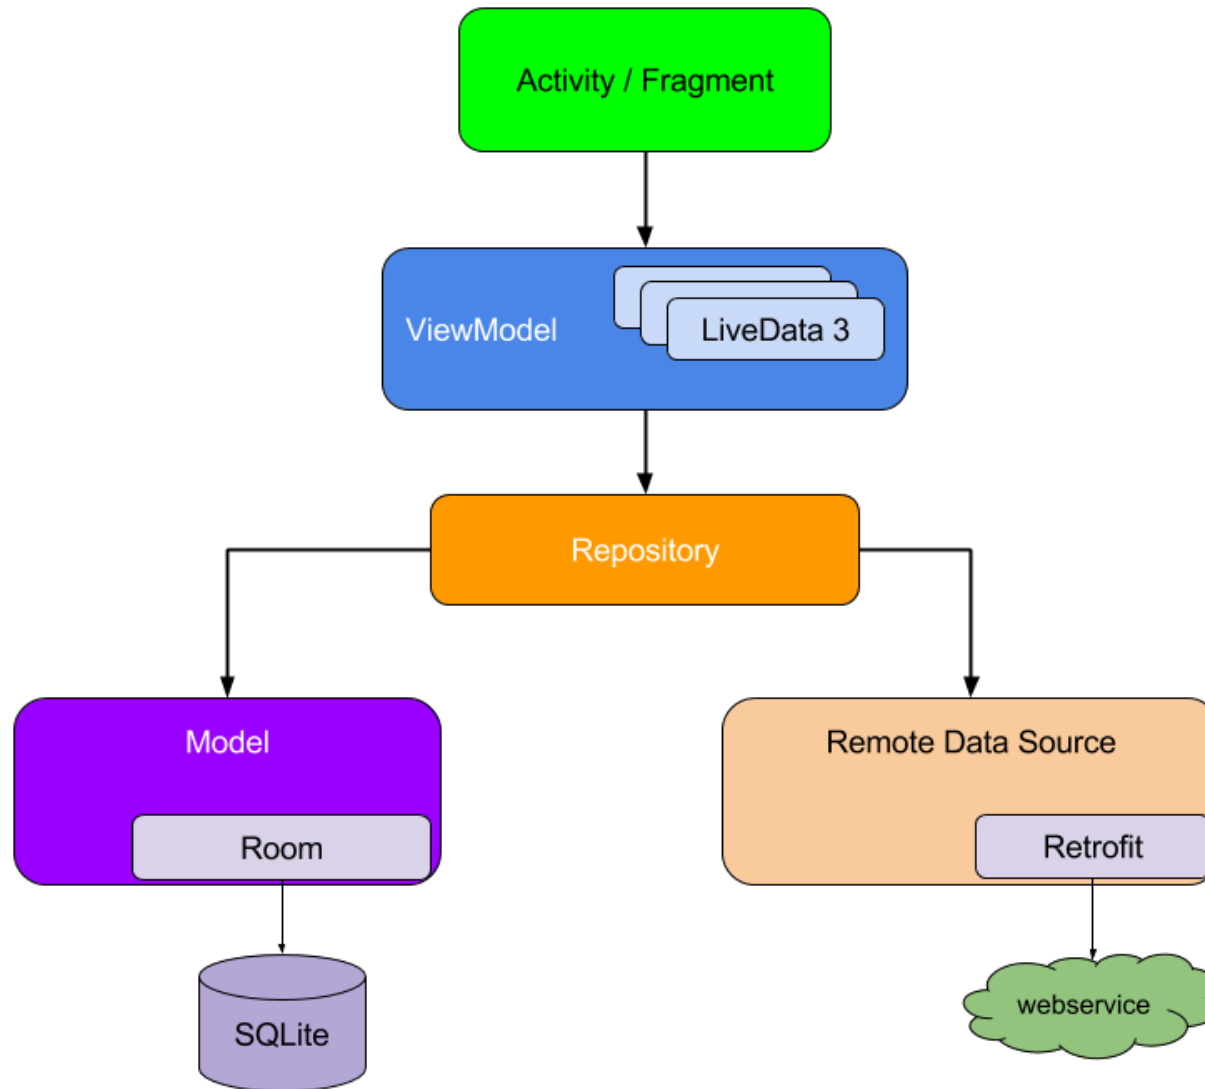 Activity / Fragment
ViewModel
LiveData 3
Repository
Model
Remote Data Source
Room
Retrofit
SQLite
webservice